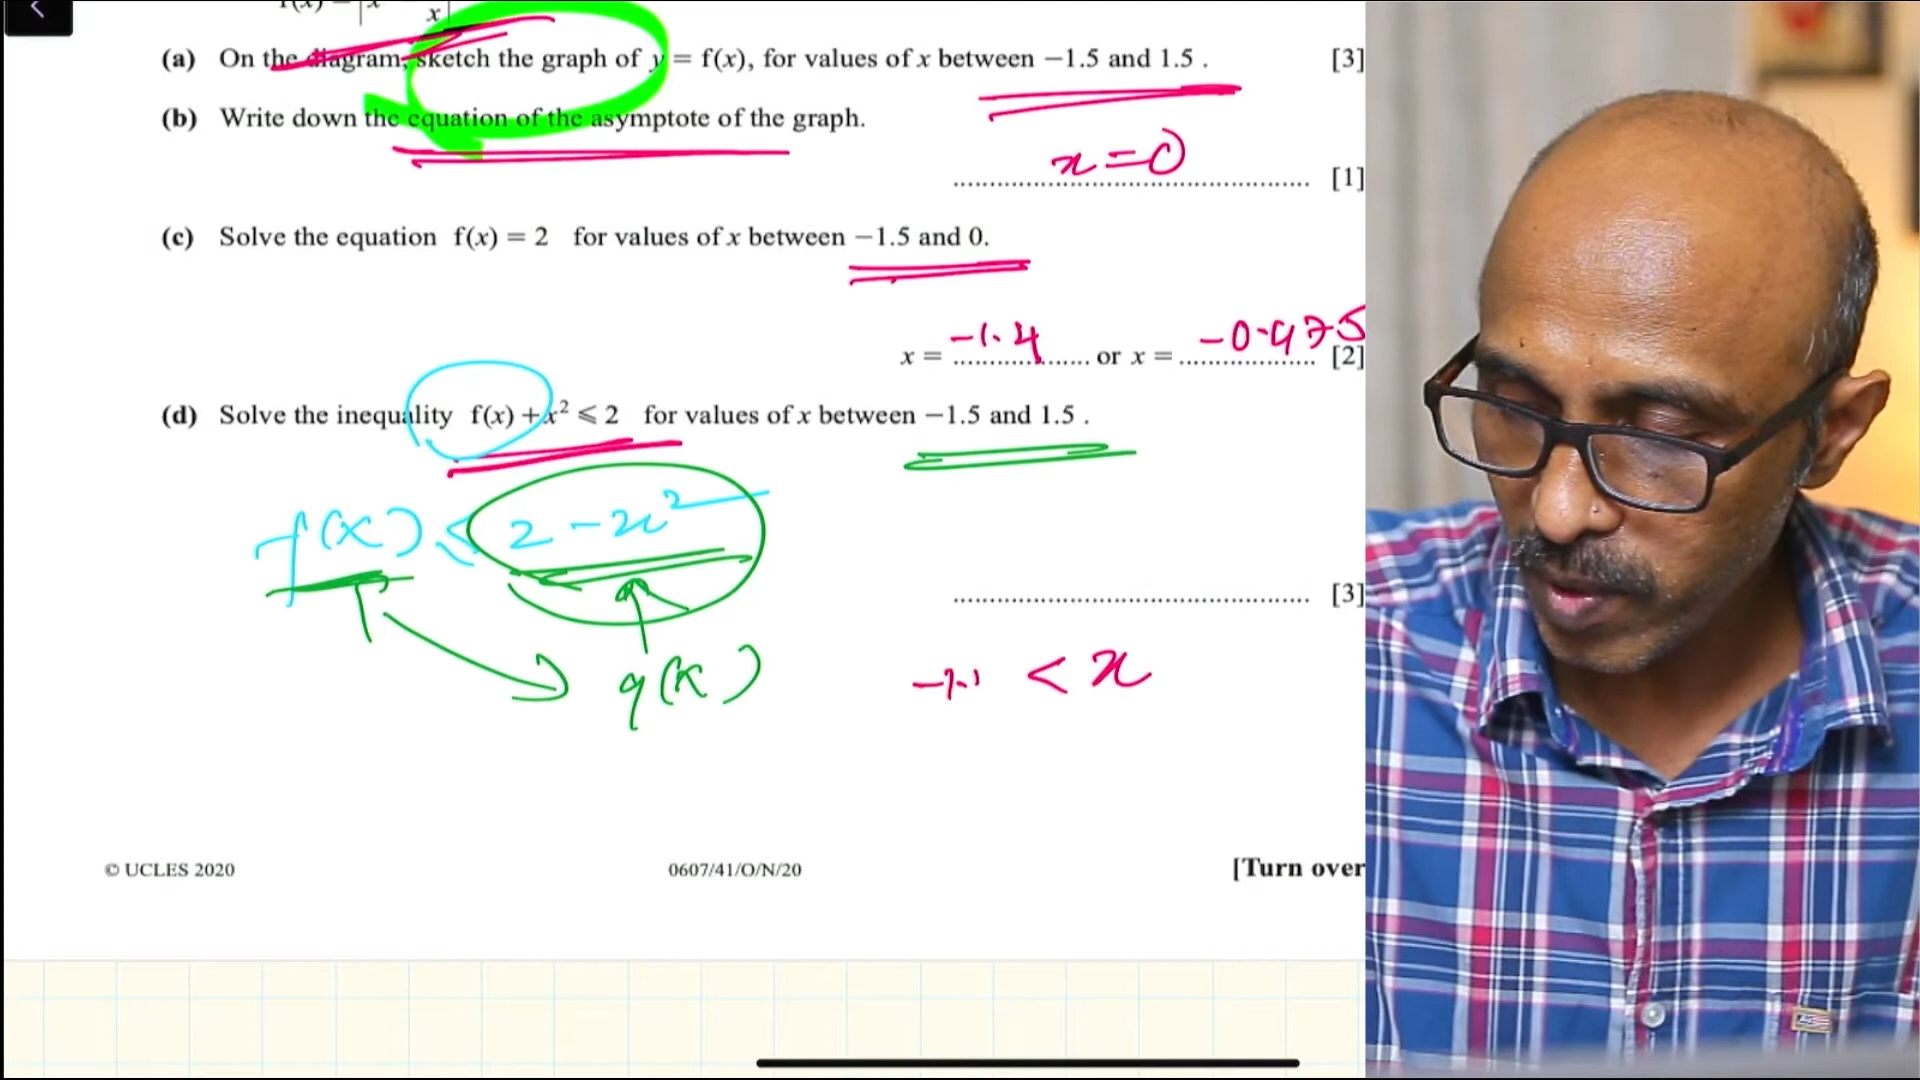 (a) On the diagram, sketch the graph of y = f(x), for values of x between −1.5 and 1.5 . [3]
(b) Write down the equation of the asymptote of the graph.
x = 0
[1]
(c) Solve the equation f(x) = 2 for values of x between −1.5 and 0.
x = −1.4 or x = −0.475 [2]
(d) Solve the inequality f(x) + x² ⩽ 2 for values of x between −1.5 and 1.5 .
f(x) ≤ 2 − x²
[3]
g(x)
−1.1 < x
© UCLES 2020
0607/41/O/N/20
[Turn over